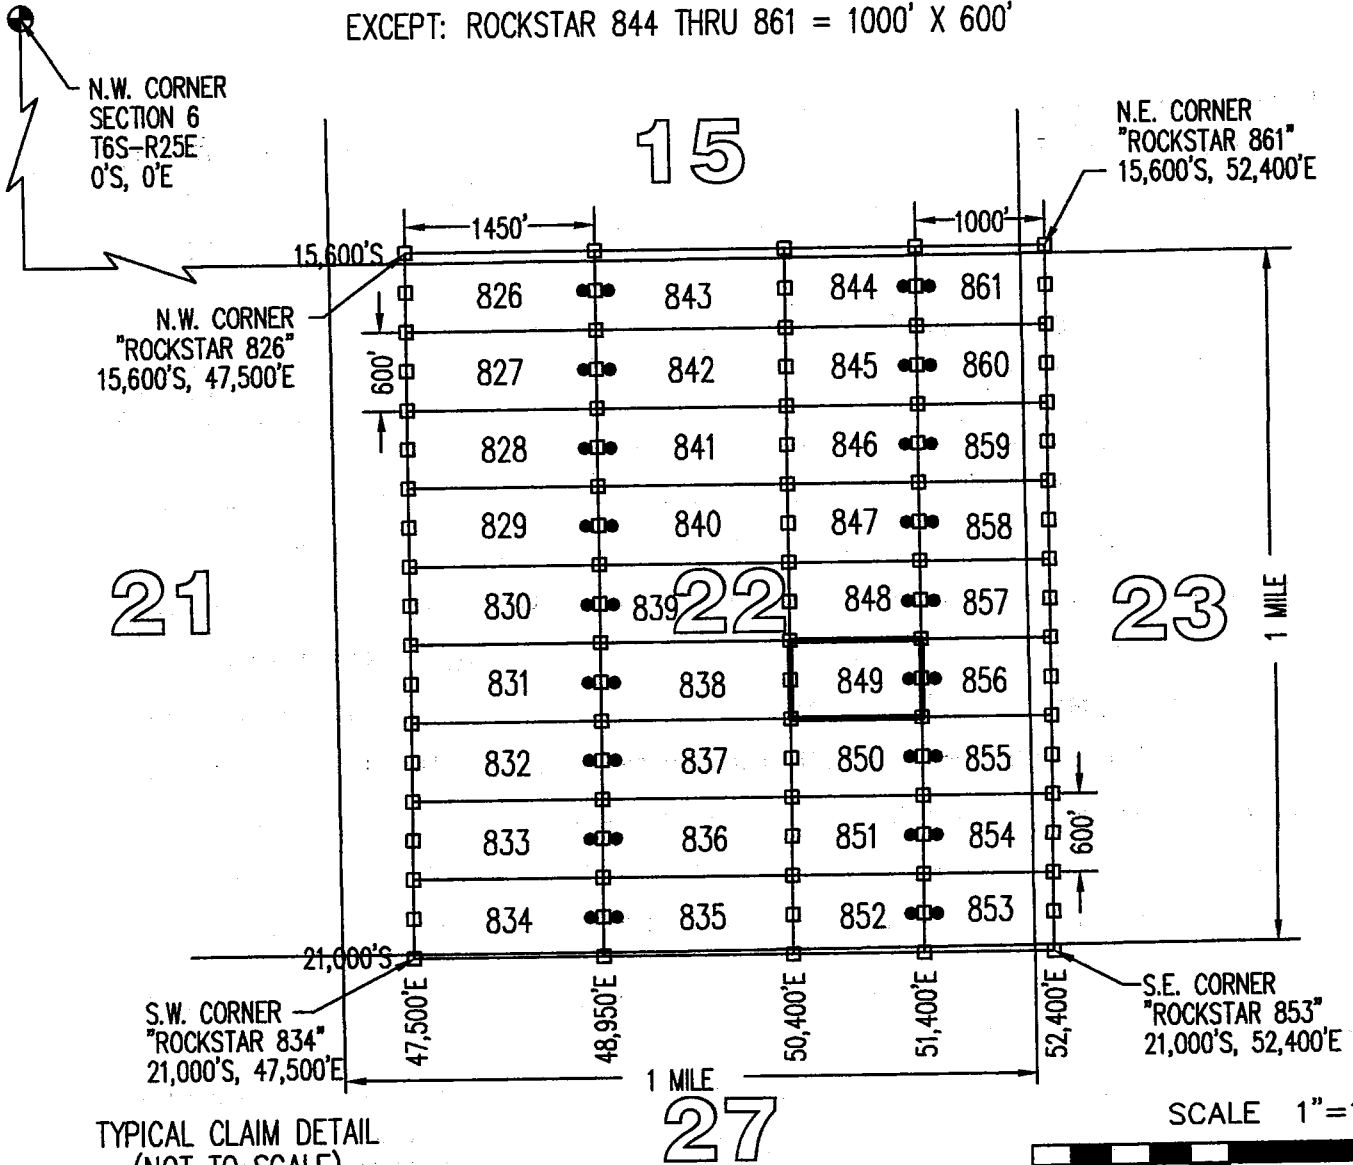 EXCEPT: ROCKSTAR 844 THRU 861 = 1000' X 600'
N.W. CORNER
SECTION 6
T6S-R25E
0'S, 0'E
15
N.E. CORNER
"ROCKSTAR 861"
15,600'S, 52,400'E
1450'
1000'
15,600'S
N.W. CORNER
"ROCKSTAR 826"
15,600'S, 47,500'E
600'
826 843 844 861
827 842 845 860
828 841 846 859
829 840 847 858
830 839 848 857
831 838 849 856
832 837 850 855
833 836 851 854
834 835 852 853
21
22
23
1 MILE
600'
21,000'S
S.W. CORNER
"ROCKSTAR 834"
21,000'S, 47,500'E
47,500'E
48,950'E
50,400'E
51,400'E
52,400'E
S.E. CORNER
"ROCKSTAR 853"
21,000'S, 52,400'E
1 MILE
27
TYPICAL CLAIM DETAIL
(NOT TO SCALE)
SCALE 1"=